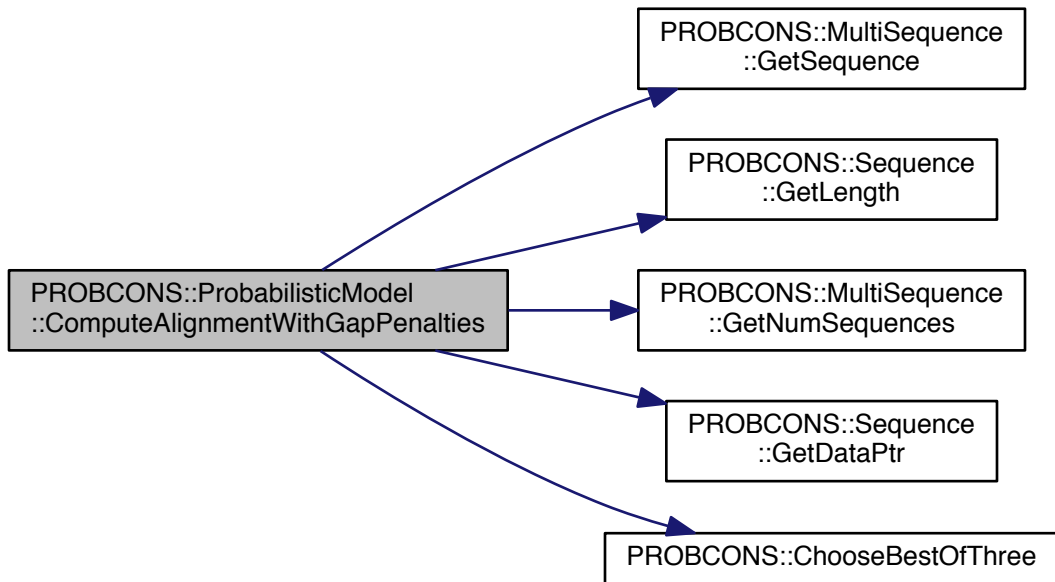 PROBCONS::MultiSequence
::GetSequence
PROBCONS::Sequence
::GetLength
PROBCONS::ProbabilisticModel
::ComputeAlignmentWithGapPenalties
PROBCONS::MultiSequence
::GetNumSequences
PROBCONS::Sequence
::GetDataPtr
PROBCONS::ChooseBestOfThree